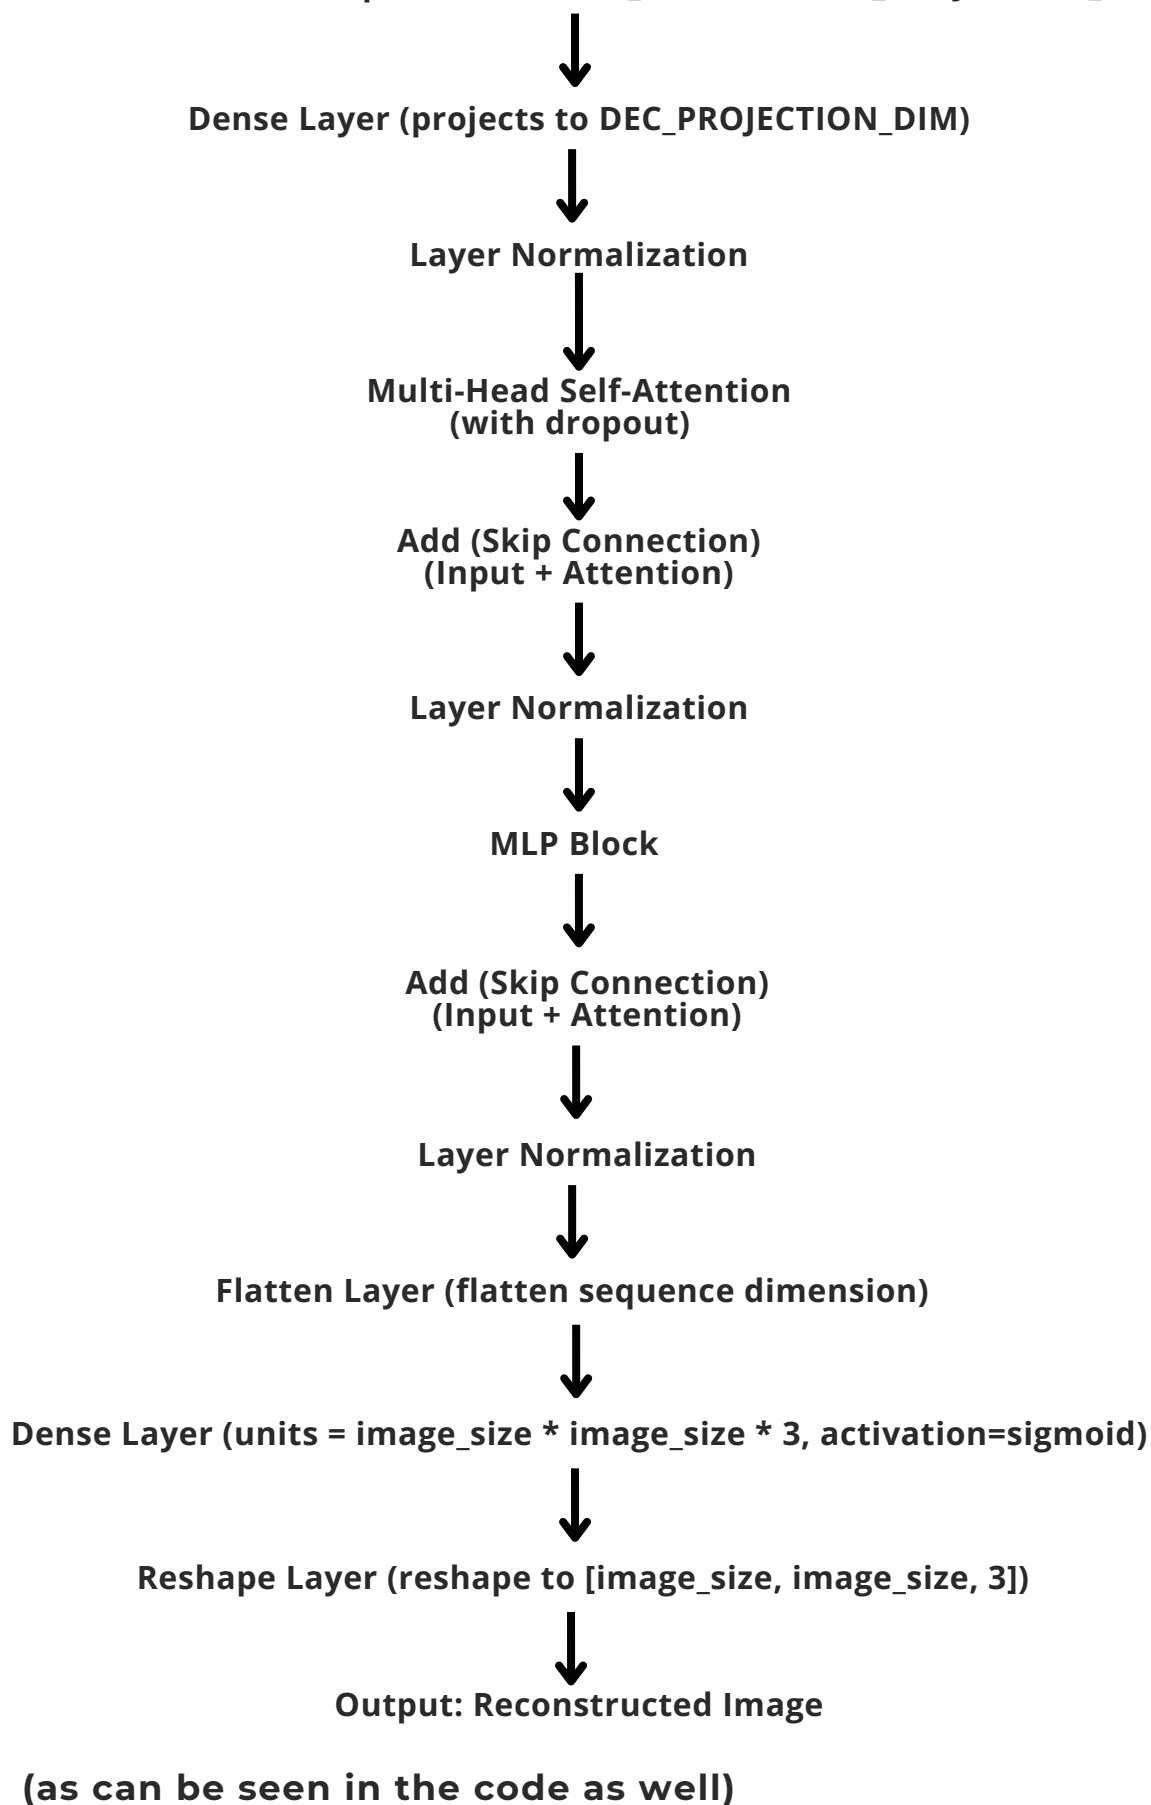 Dense Layer (projects to DEC_PROJECTION_DIM)
Layer Normalization
Multi-Head Self-Attention
(with dropout)
Add (Skip Connection)
(Input + Attention)
Layer Normalization
MLP Block
Add (Skip Connection)
(Input + Attention)
Layer Normalization
Flatten Layer (flatten sequence dimension)
Dense Layer (units = image_size * image_size * 3, activation=sigmoid)
Reshape Layer (reshape to [image_size, image_size, 3])
Output: Reconstructed Image
(as can be seen in the code as well)